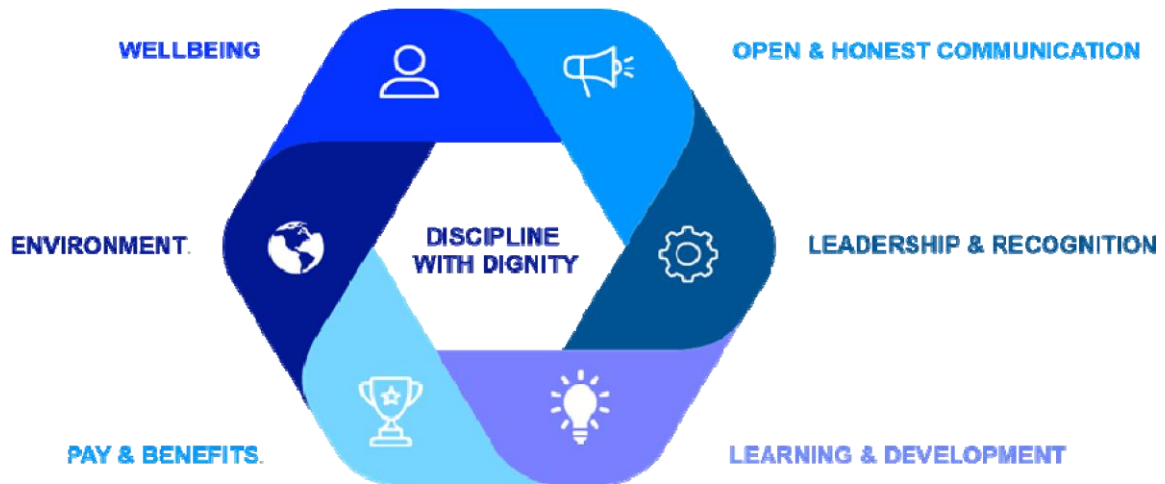 WELLBEING
OPEN & HONEST COMMUNICATION
ENVIRONMENT.
DISCIPLINE
WITH DIGNITY
LEADERSHIP & RECOGNITION
PAY & BENEFITS.
LEARNING & DEVELOPMENT